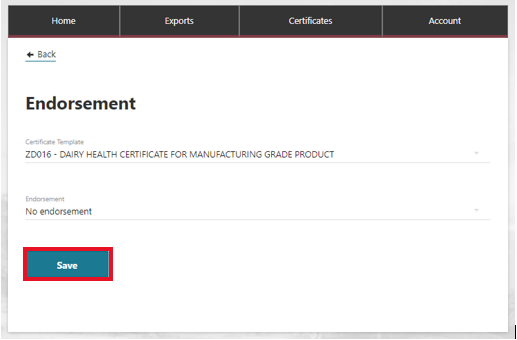 Home Exports Certificates Account
Back
Endorsement
Certificate Template
ZD016 - DAIRY HEALTH CERTIFICATE FOR MANUFACTURING GRADE PRODUCT
Endorsement
No endorsement
Save